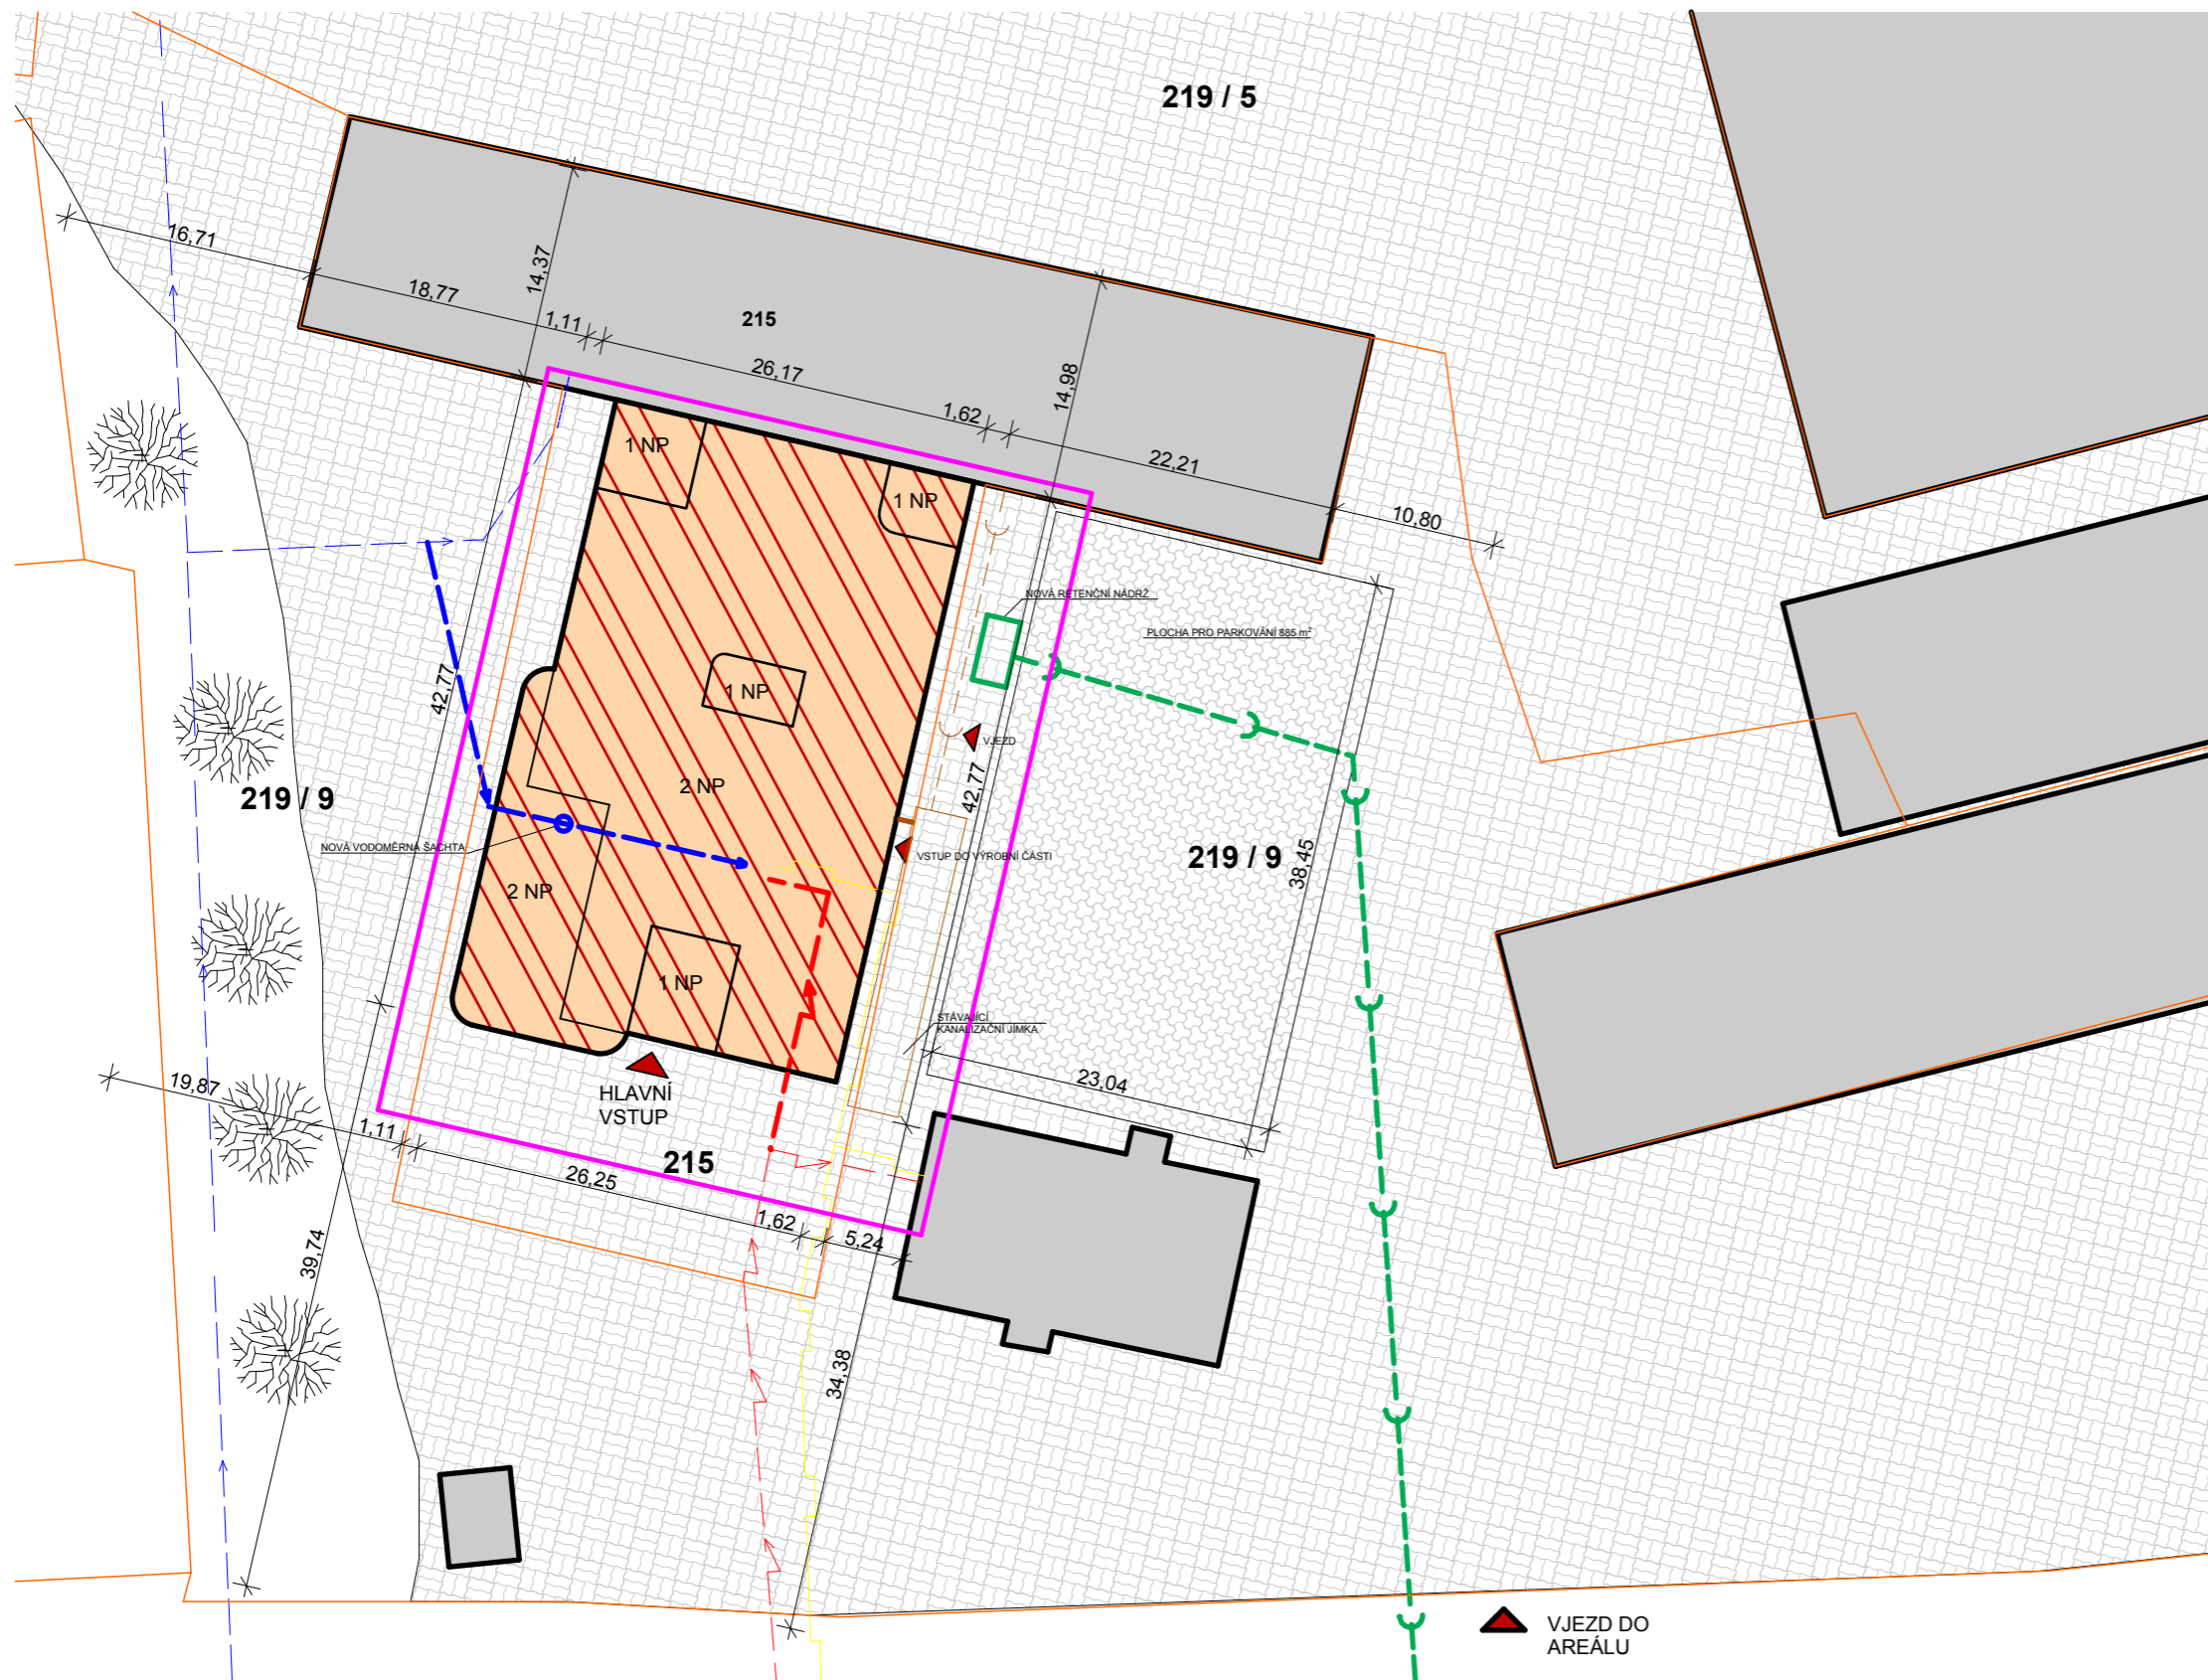 219 / 5
16,71
14,37
18,77
1,11
215
26,17
14,98
1,62
22,21
10,80
1 NP
1 NP
NOVÁ RETENČNÍ NÁDRŽ
PLOCHA PRO PARKOVÁNÍ 885 m²
42,77
1 NP
VJEZD
2 NP
42,77
219 / 9
NOVÁ VODOMĚRNÁ ŠACHTA
VSTUP DO VÝROBNÍ ČÁSTI
219 / 9
38,45
2 NP
1 NP
STÁVAJÍCÍ
KANALIZAČNÍ JÍMKA
19,87
HLAVNÍ
VSTUP
23,04
1,11
215
26,25
1,62
5,24
39,74
34,38
VJEZD DO
AREÁLU